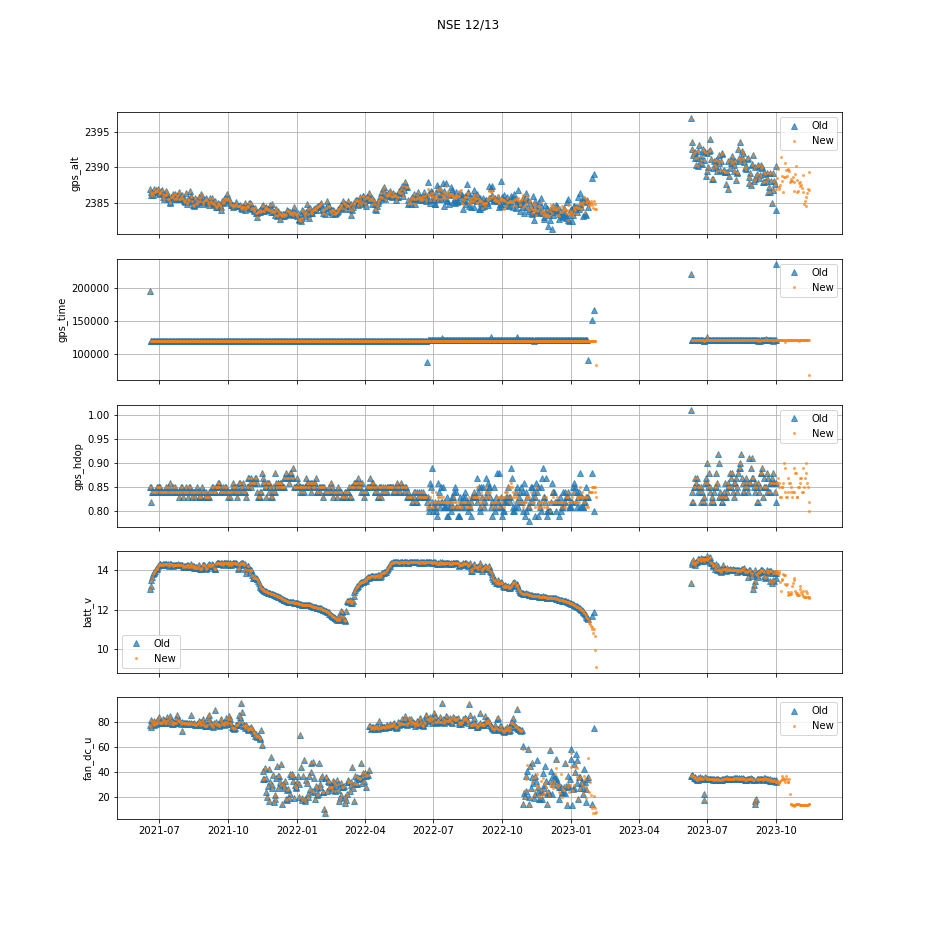 NSE 12/13
gps_alt
2395
2390
2385
Old
New
gps_time
200000
150000
100000
Old
New
gps_hdop
1.00
0.95
0.90
0.85
0.80
Old
New
batt_v
14
12
10
Old
New
fan_dc_u
80
60
40
20
Old
New
2021-07 2021-10 2022-01 2022-04 2022-07 2022-10 2023-01 2023-04 2023-07 2023-10